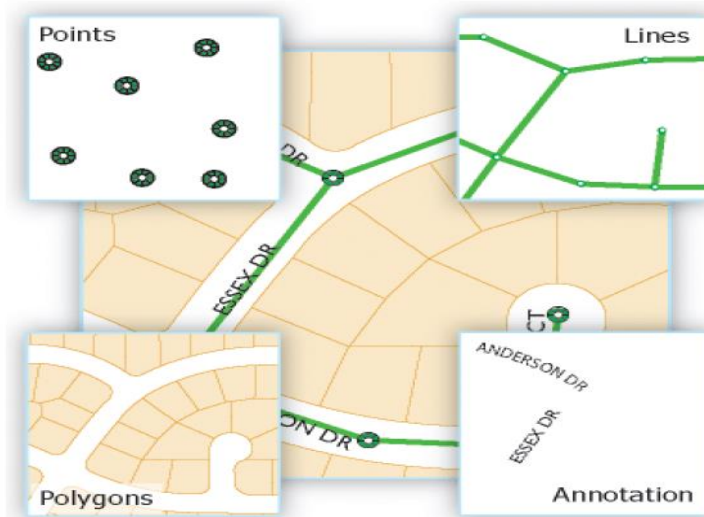 Points
Lines
DR
ESSEX DR
CT
ON DR
ANDERSON DR
ESSEX DR
Polygons
Annotation